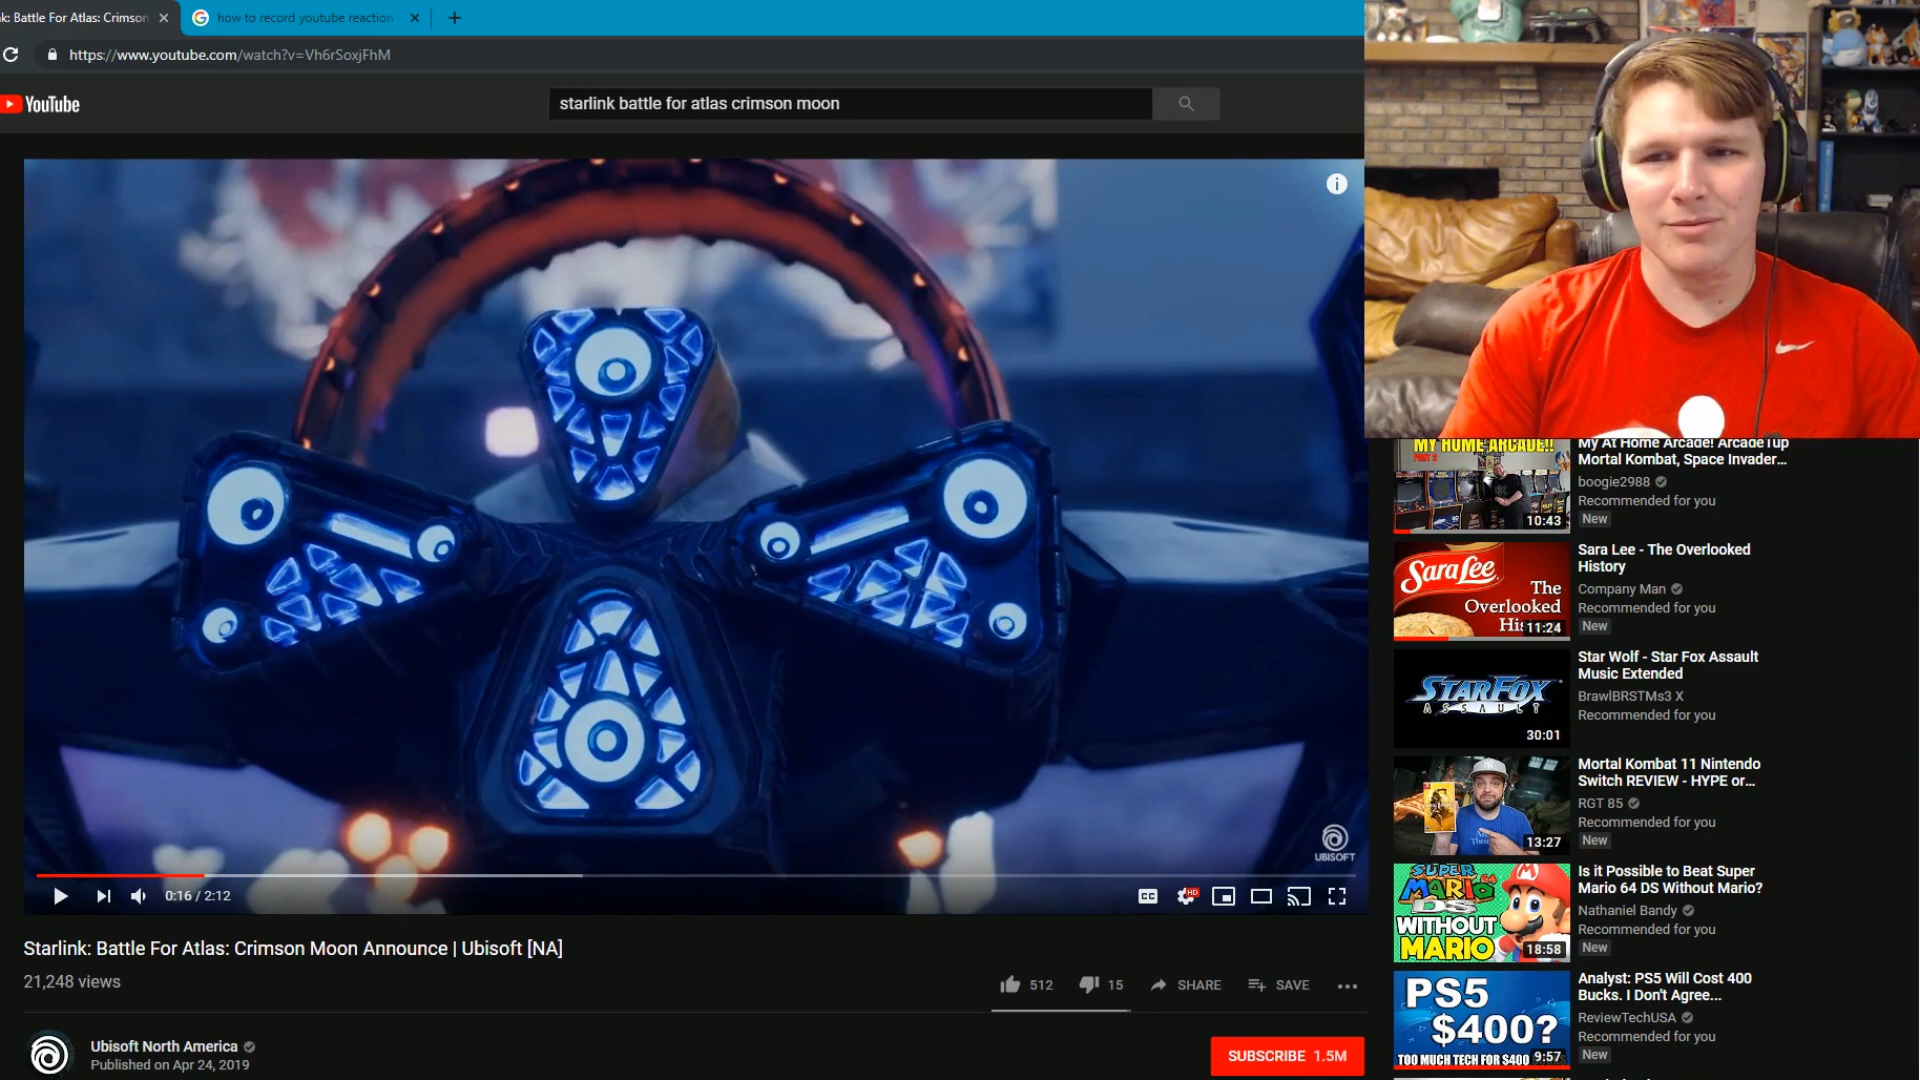 k: Battle For Atlas: Crimson
how to record youtube reaction
https://www.youtube.com/watch?v=Vh6rSoxjFhM
YouTube
starlink battle for atlas crimson moon
UBISOFT
0:16 / 2:12
CC
HD
Starlink: Battle For Atlas: Crimson Moon Announce | Ubisoft [NA]
21,248 views
512
15
SHARE
SAVE
Ubisoft North America
Published on Apr 24, 2019
SUBSCRIBE 1.5M
MY HOME ARCADE!!
10:43
My At Home Arcade! Arcade1up
Mortal Kombat, Space Invader...
boogie2988
Recommended for you
New
Sara Lee
The
Overlooked
His
11:24
Sara Lee - The Overlooked
History
Company Man
Recommended for you
New
STARFOX
ASSAULT
30:01
Star Wolf - Star Fox Assault
Music Extended
BrawlBRSTMs3 X
Recommended for you
13:27
Mortal Kombat 11 Nintendo
Switch REVIEW - HYPE or...
RGT 85
Recommended for you
New
SUPER
MARIO 64
DS
WITHOUT
MARIO
18:58
Is it Possible to Beat Super
Mario 64 DS Without Mario?
Nathaniel Bandy
Recommended for you
New
PS5
$400?
TOO MUCH TECH FOR $400
9:57
Analyst: PS5 Will Cost 400
Bucks. I Don't Agree...
ReviewTechUSA
Recommended for you
New